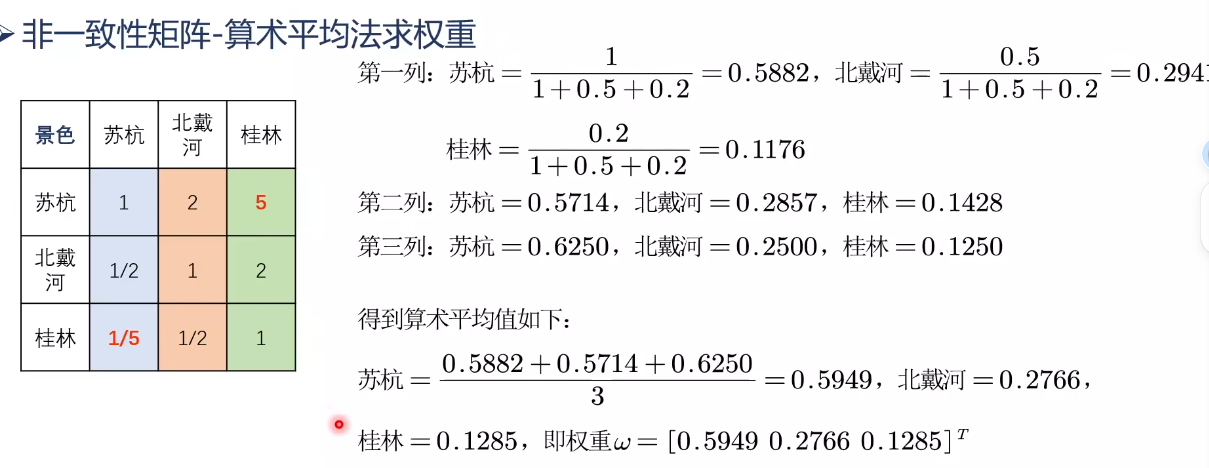 非一致性矩阵-算术平均法求权重
第一列：苏杭 = 1/(1+0.5+0.2) = 0.5882，北戴河 = 0.5/(1+0.5+0.2) = 0.2941
桂林 = 0.2/(1+0.5+0.2) = 0.1176
第二列：苏杭 = 0.5714，北戴河 = 0.2857，桂林 = 0.1428
第三列：苏杭 = 0.6250，北戴河 = 0.2500，桂林 = 0.1250
得到算术平均值如下：
苏杭 = (0.5882+0.5714+0.6250)/3 = 0.5949，北戴河 = 0.2766，
桂林 = 0.1285，即权重ω = [0.5949 0.2766 0.1285]^T
景色 苏杭 北戴河 桂林
苏杭 1 2 5
北戴河 1/2 1 2
桂林 1/5 1/2 1